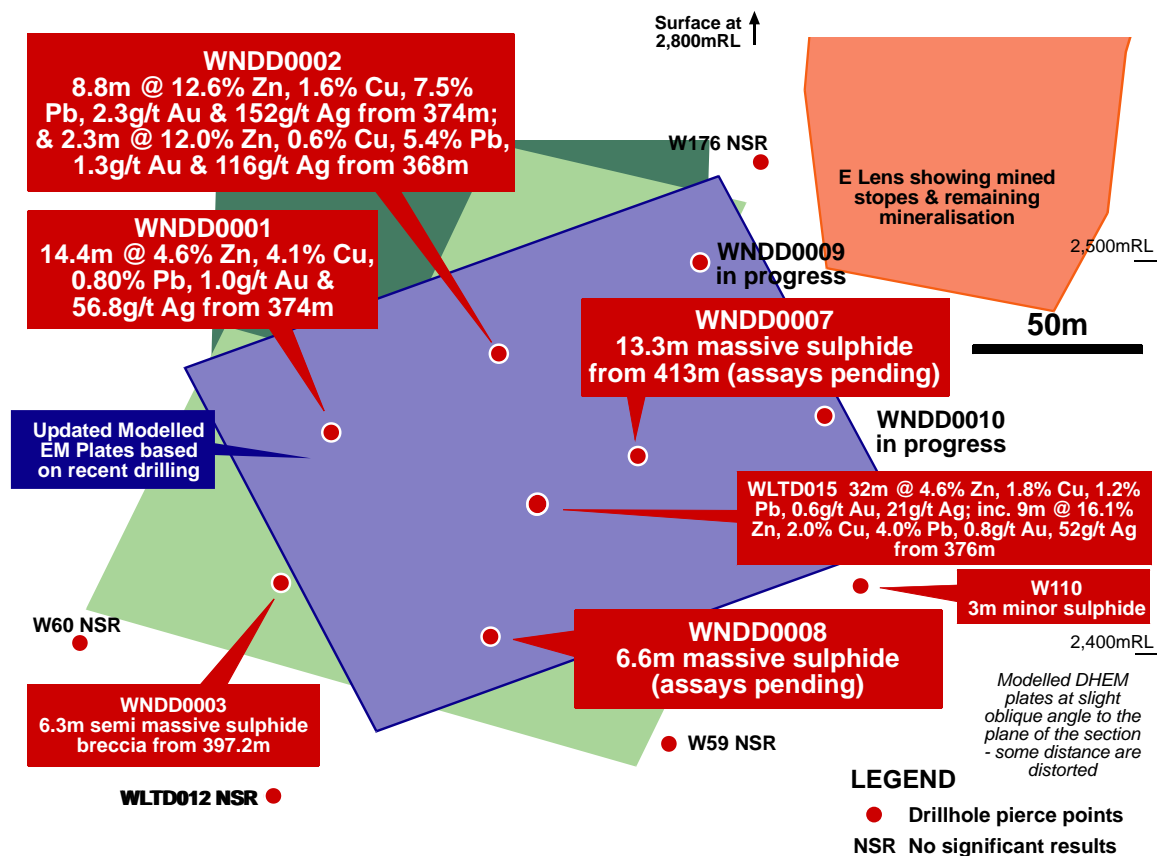 Surface at
2,800mRL
WNDD0002
8.8m @ 12.6% Zn, 1.6% Cu, 7.5%
Pb, 2.3g/t Au & 152g/t Ag from 374m;
& 2.3m @ 12.0% Zn, 0.6% Cu, 5.4% Pb,
1.3g/t Au & 116g/t Ag from 368m
W176 NSR
E Lens showing mined
stopes & remaining
mineralisation
WNDD0001
14.4m @ 4.6% Zn, 4.1% Cu,
0.80% Pb, 1.0g/t Au &
56.8g/t Ag from 374m
WNDD0009
in progress
2,500mRL
50m
WNDD0007
13.3m massive sulphide
from 413m (assays pending)
Updated Modelled
EM Plates based
on recent drilling
WNDD0010
in progress
WLTD015 32m @ 4.6% Zn, 1.8% Cu, 1.2%
Pb, 0.6g/t Au, 21g/t Ag; inc. 9m @ 16.1%
Zn, 2.0% Cu, 4.0% Pb, 0.8g/t Au, 52g/t Ag
from 376m
W110
3m minor sulphide
W60 NSR
WNDD0008
6.6m massive sulphide
(assays pending)
2,400mRL
WNDD0003
6.3m semi massive sulphide
breccia from 397.2m
Modelled DHEM
plates at slight
oblique angle to the
plane of the section
- some distance are
distorted
W59 NSR
WLTD012 NSR
LEGEND
Drillhole pierce points
NSR No significant results